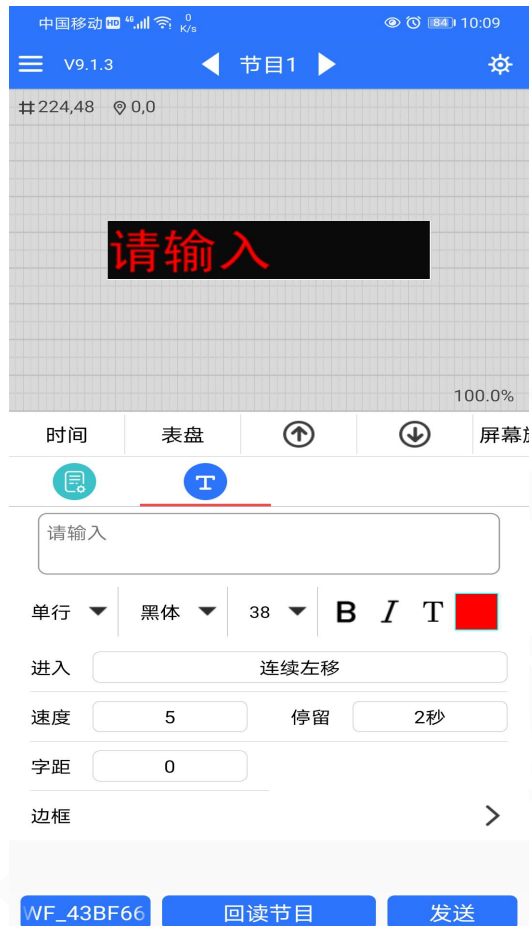 中国移动 HD 46 0 K/s 84 10:09
V9.1.3 节目1
224,48 0,0
请输入
100.0%
时间 表盘 屏幕
T
请输入
单行 黑体 38 B I T
进入 连续左移
速度 5 停留 2秒
字距 0
边框
WF_43BF66 回读节目 发送